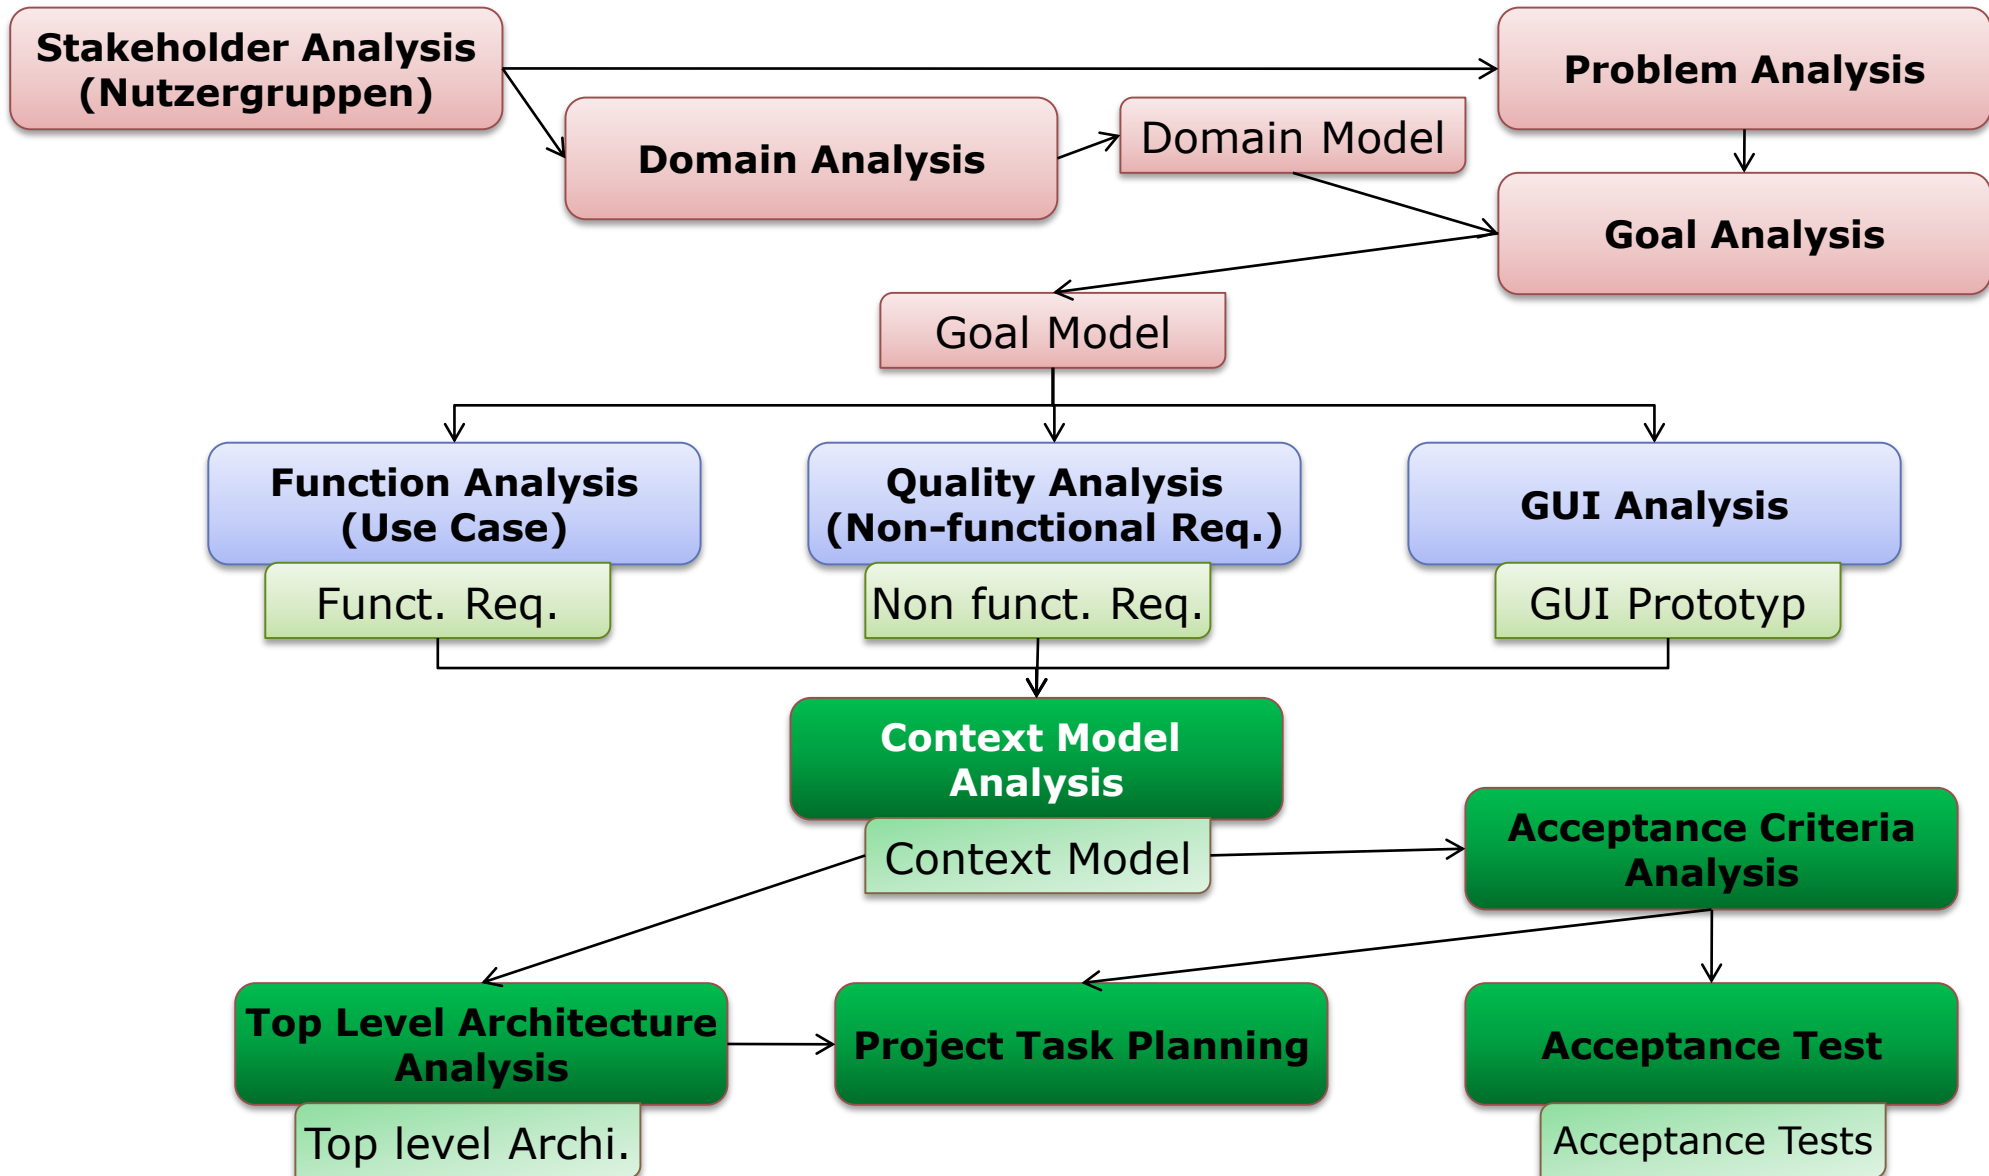 Stakeholder Analysis
(Nutzergruppen)
Problem Analysis
Domain Analysis
Domain Model
Goal Analysis
Goal Model
Function Analysis
(Use Case)
Quality Analysis
(Non-functional Req.)
GUI Analysis
Funct. Req.
Non funct. Req.
GUI Prototyp
Context Model
Analysis
Context Model
Acceptance Criteria
Analysis
Top Level Architecture
Analysis
Project Task Planning
Acceptance Test
Top level Archi.
Acceptance Tests